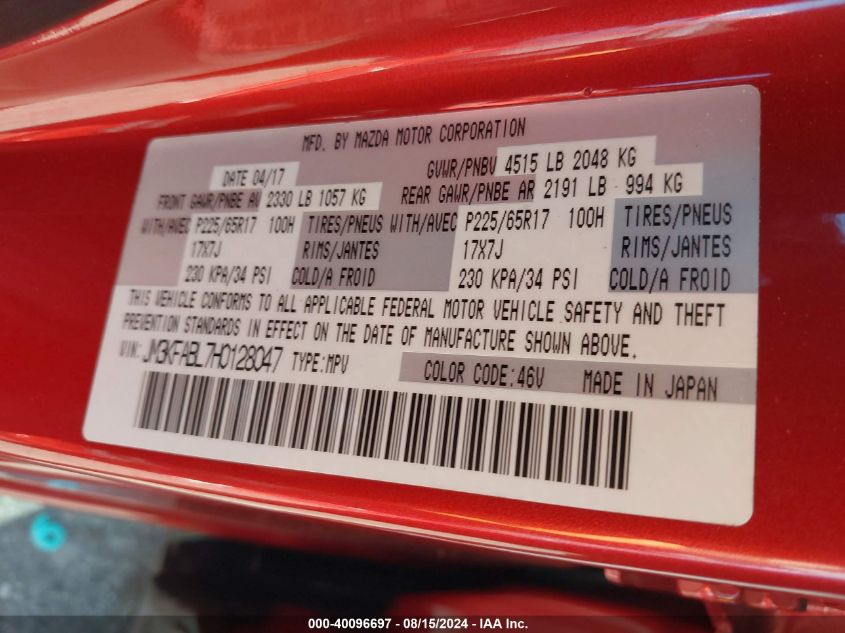 MFD. BY MAZDA MOTOR CORPORATION
DATE 04/17 GVWR/PNBV 4515 LB 2048 KG
FRONT GAWR/PNBE AV 2330 LB 1057 KG REAR GAWR/PNBE AR 2191 LB 994 KG
WITH/AVEC P225/65R17 100H TIRES/PNEUS WITH/AVEC P225/65R17 100H TIRES/PNEUS
17X7J RIMS/JANTES 17X7J RIMS/JANTES
230 KPA/34 PSI COLD/A FROID 230 KPA/34 PSI COLD/A FROID
THIS VEHICLE CONFORMS TO ALL APPLICABLE FEDERAL MOTOR VEHICLE SAFETY AND THEFT
PREVENTION STANDARDS IN EFFECT ON THE DATE OF MANUFACTURE SHOWN ABOVE.
VIN: JM3KFABL7H0128047 TYPE:MPV COLOR CODE:46V MADE IN JAPAN
000-40096697 - 08/15/2024 - IAA Inc.